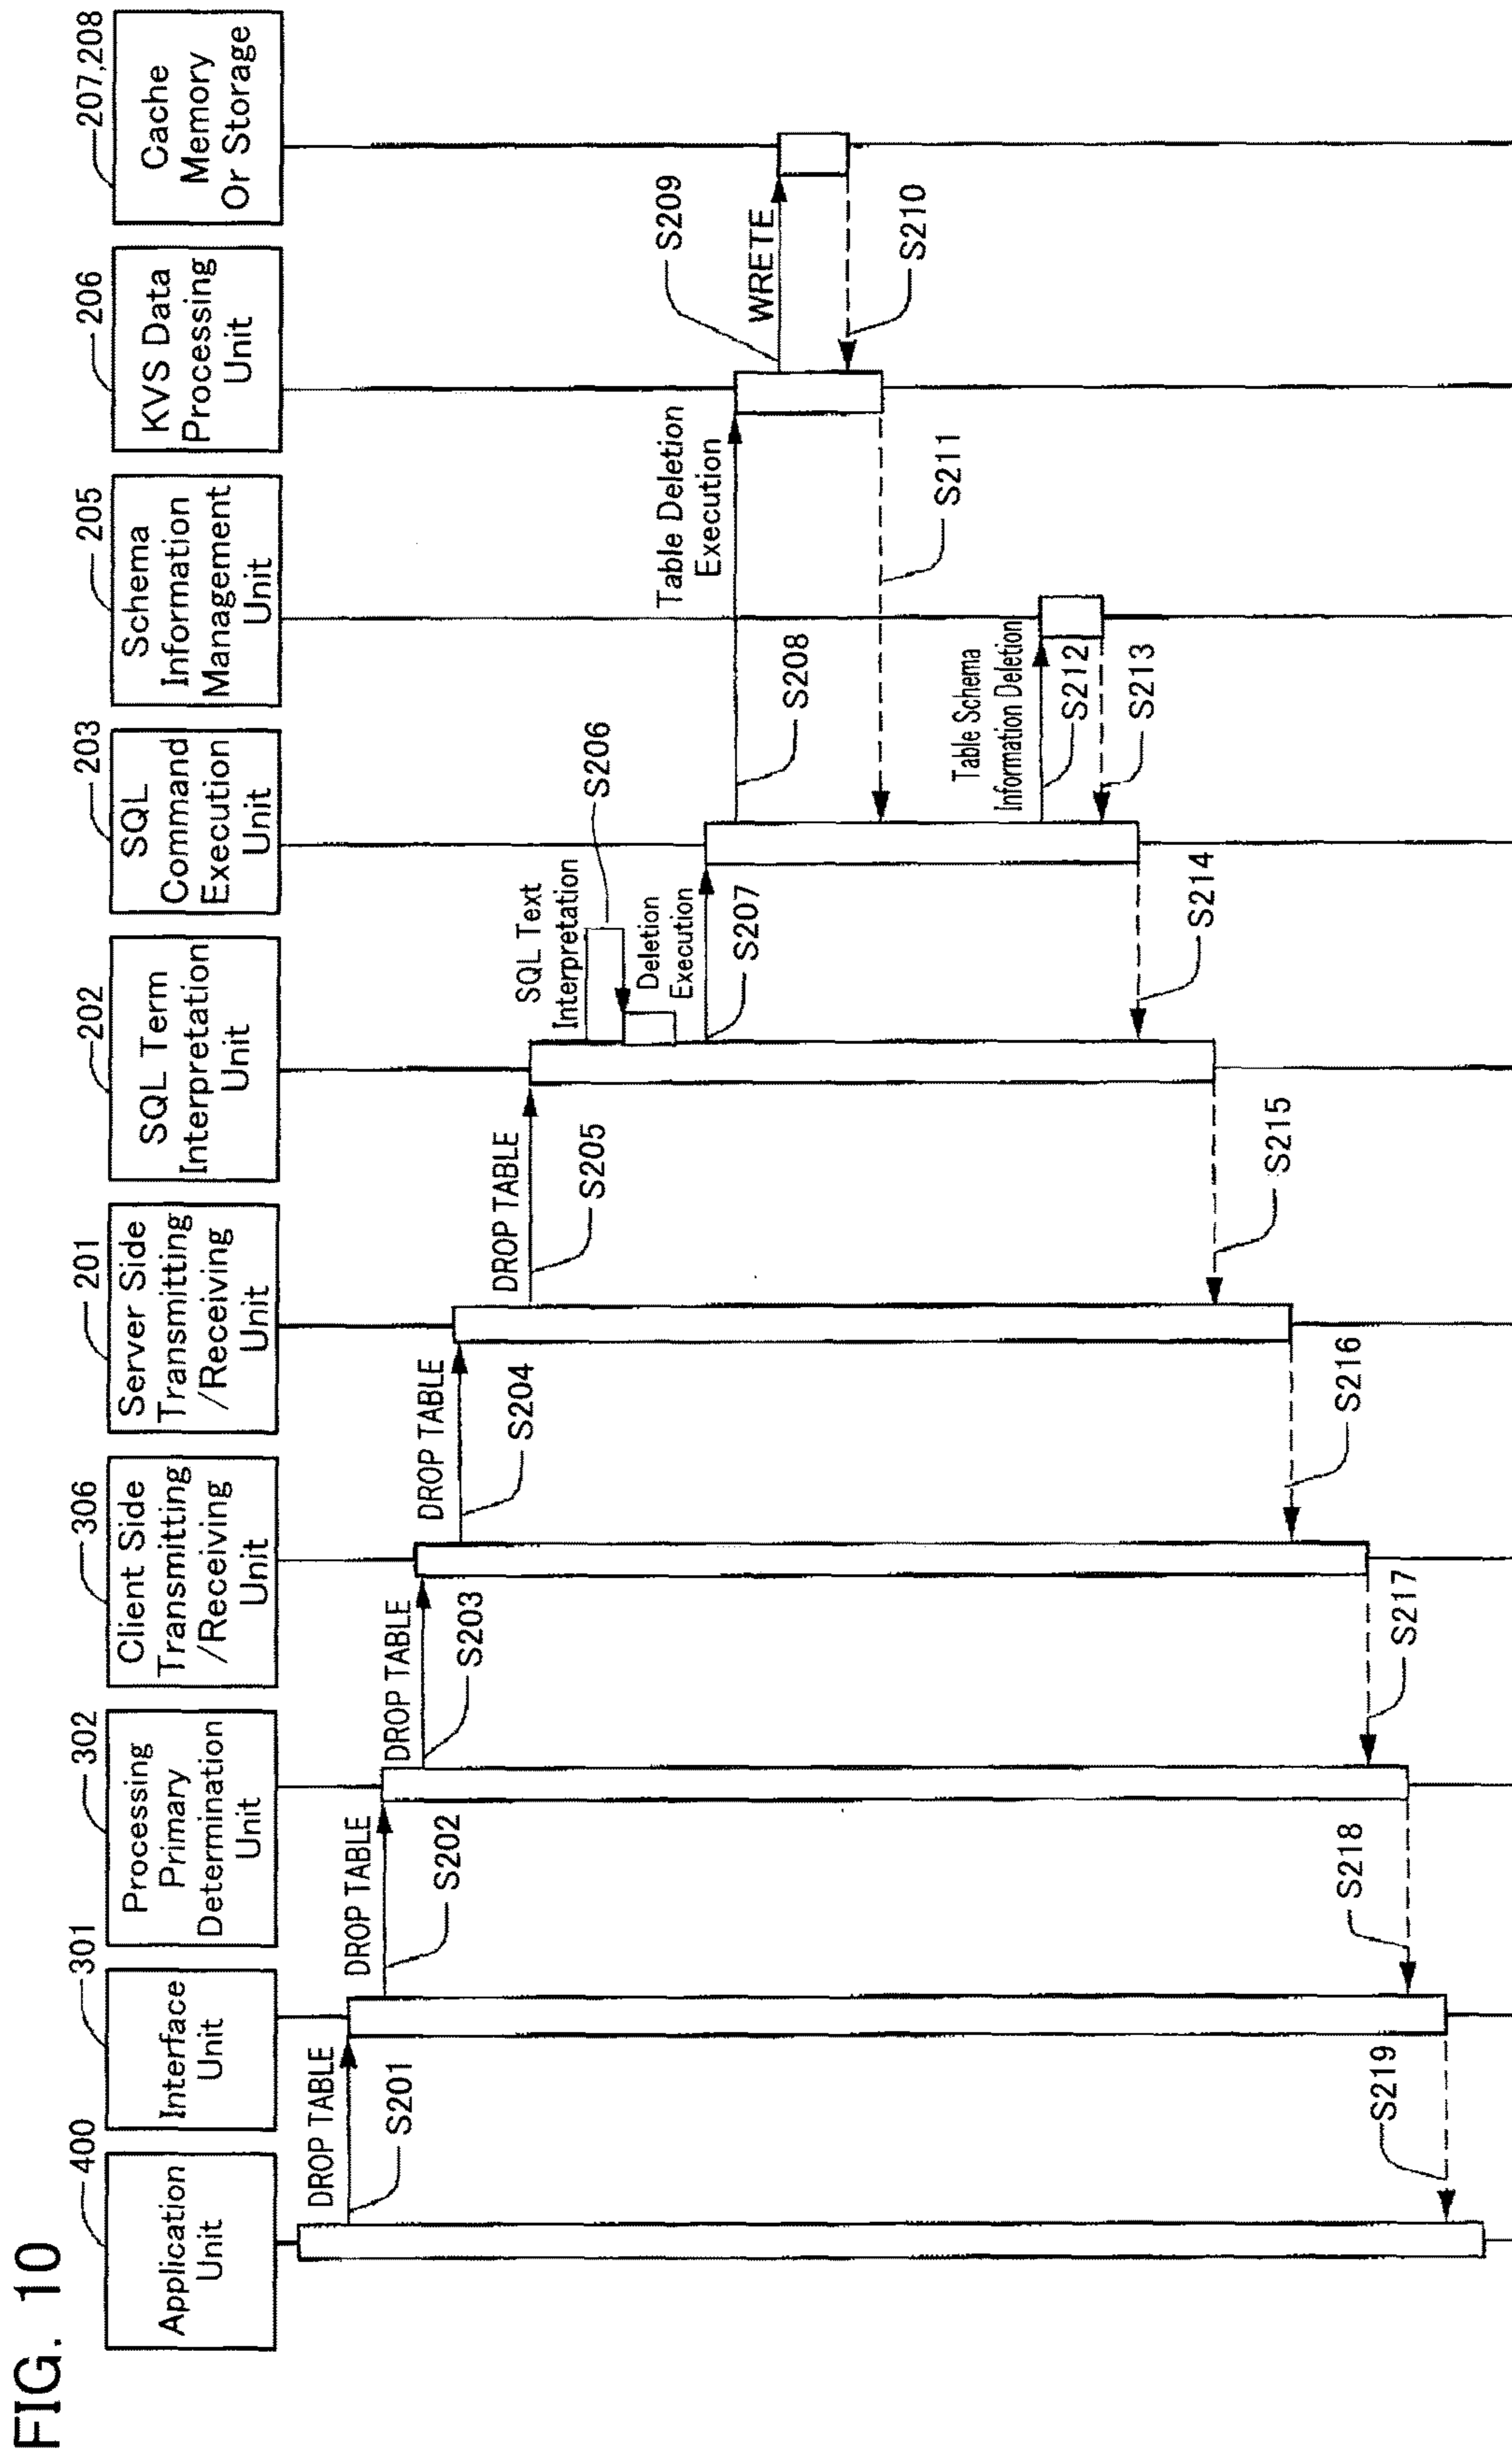 FIG. 10
400
Application
Unit
301
Interface
Unit
302
Processing
Primary
Determination
Unit
306
Client Side
Transmitting
/Receiving
Unit
201
Server Side
Transmitting
/Receiving
Unit
202
SQL Term
Interpretation
Unit
203
SQL
Command
Execution
Unit
205
Schema
Information
Management
Unit
206
KVS Data
Processing
Unit
207,208
Cache
Memory
Or Storage
DROP TABLE
S201
DROP TABLE
S202
DROP TABLE
S203
DROP TABLE
S204
DROP TABLE
S205
SQL Text
Interpretation
S206
Deletion
Execution
S207
Table Deletion
Execution
S208
WRETE
S209
S210
S211
Table Schema
Information Deletion
S212
S213
S214
S215
S216
S217
S218
S219